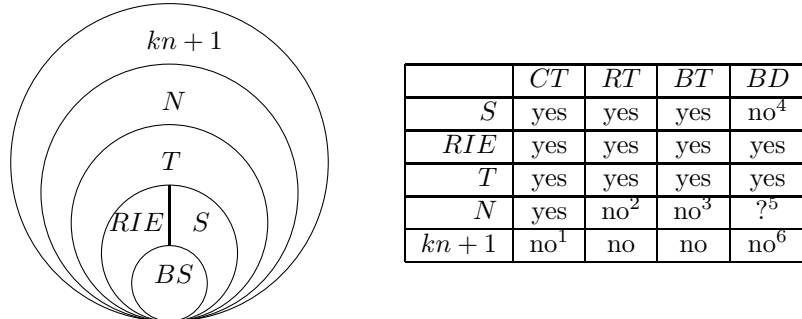 kn + 1
N
T
RIE S
BS
CT RT BT BD
S yes yes yes no⁴
RIE yes yes yes yes
T yes yes yes yes
N yes no² no³ ?⁵
kn + 1 no¹ no no no⁶